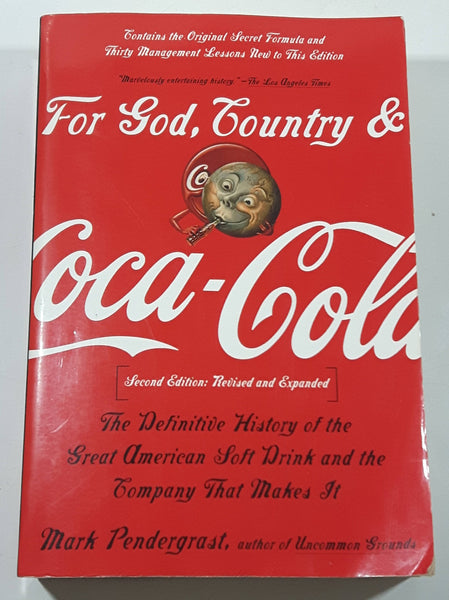 Contains the Original Secret Formula and
Thirty Management Lessons New to This Edition
"Marvelously entertaining history."—The Los Angeles Times
For God, Country &
Co
Coca-Cola
Second Edition: Revised and Expanded
The Definitive History of the
Great American Soft Drink and the
Company That Makes It
Mark Pendergrast, author of Uncommon Grounds